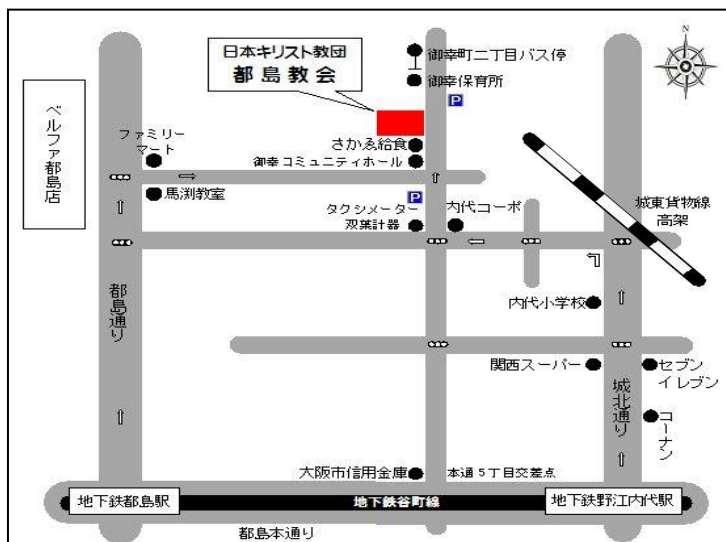 日本キリスト教団
都島教会
御幸町二丁目バス停
御幸保育所
N
P
ベルファ都島店
ファミリー
マート
さかゑ給食
御幸コミュニティホール
馬渕教室
P
タクシメーター
双葉計器
内代コーポ
城東貨物線
高架
都島通り
内代小学校
関西スーパー
セブン
イレブン
城北通り
コーナン
大阪市信用金庫
本通5丁目交差点
地下鉄都島駅
地下鉄谷町線
地下鉄野江内代駅
都島本通り